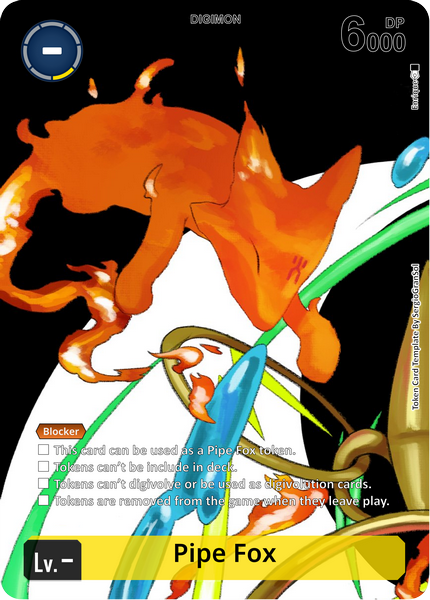 DIGIMON
DP
6000
Enrique
Token Card Template By SergioGranSol
Blocker
This card can be used as a Pipe Fox token.
Tokens can't be include in deck.
Tokens can't digivolve or be used as digivolution cards.
Tokens are removed from the game when they leave play.
Lv.-
Pipe Fox